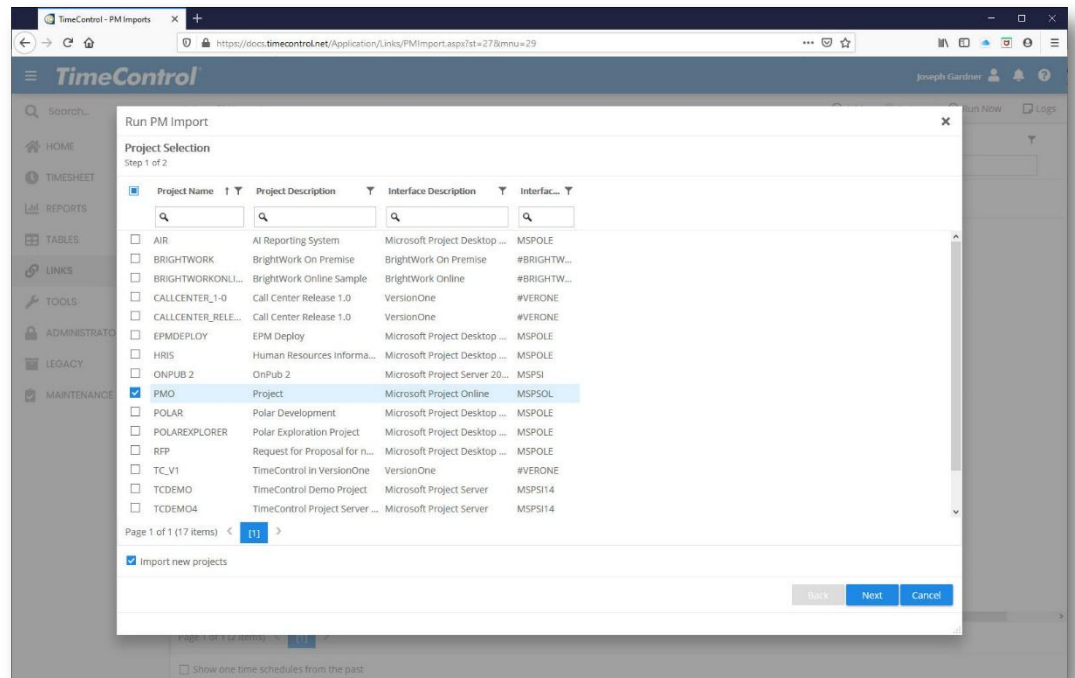 TimeControl - PM Imports
https://docs.timecontrol.net/Application/Links/PMImport.aspx?st=27&mnu=29
TimeControl
Joseph Gardner
Search...
Run Now
Logs
HOME
TIMESHEET
REPORTS
TABLES
LINKS
TOOLS
ADMINISTRATO
LEGACY
MAINTENANCE
Run PM Import
Project Selection
Step 1 of 2
Project Name Project Description Interface Description Interfac...
AIR AI Reporting System Microsoft Project Desktop ... MSPOLE
BRIGHTWORK BrightWork On Premise BrightWork On Premise #BRIGHTW...
BRIGHTWORKONLI... BrightWork Online Sample BrightWork Online #BRIGHTW...
CALLCENTER_1-0 Call Center Release 1.0 VersionOne #VERONE
CALLCENTER_RELE... Call Center Release 1.0 VersionOne #VERONE
EPMDEPLOY EPM Deploy Microsoft Project Desktop ... MSPOLE
HRIS Human Resources Informa... Microsoft Project Desktop ... MSPOLE
ONPUB 2 OnPub 2 Microsoft Project Server 20... MSPSI
PMO Project Microsoft Project Online MSPSOL
POLAR Polar Development Microsoft Project Desktop ... MSPOLE
POLAREXPLORER Polar Exploration Project Microsoft Project Desktop ... MSPOLE
RFP Request for Proposal for n... Microsoft Project Desktop ... MSPOLE
TC_V1 TimeControl in VersionOne VersionOne #VERONE
TCDEMO TimeControl Demo Project Microsoft Project Server MSPSI14
TCDEMO4 TimeControl Project Server ... Microsoft Project Server MSPSI14
Page 1 of 1 (17 items) [1]
Import new projects
Back Next Cancel
Page 1 of 1 (2 items) [1]
Show one time schedules from the past